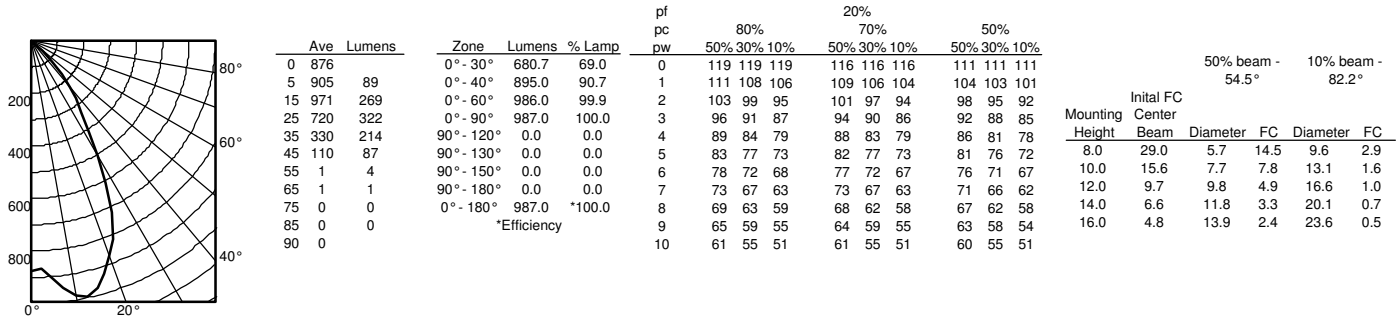 200
400
600
800
0°
20°
40°
60°
80°
Ave Lumens
0 876
5 905 89
15 971 269
25 720 322
35 330 214
45 110 87
55 1 4
65 1 1
75 0 0
85 0 0
90 0
Zone Lumens % Lamp
0°- 30° 680.7 69.0
0°- 40° 895.0 90.7
0°- 60° 986.0 99.9
0°- 90° 987.0 100.0
90°- 120° 0.0 0.0
90°- 130° 0.0 0.0
90°- 150° 0.0 0.0
90°- 180° 0.0 0.0
0°- 180° 987.0 *100.0
*Efficiency
pf 20%
pc 80% 70% 50%
pw 50% 30% 10% 50% 30% 10% 50% 30% 10%
0 119 119 119 116 116 116 111 111 111
1 111 108 106 109 106 104 104 103 101
2 103 99 95 101 97 94 98 95 92
3 96 91 87 94 90 86 92 88 85
4 89 84 79 88 83 79 86 81 78
5 83 77 73 82 77 73 81 76 72
6 78 72 68 77 72 67 76 71 67
7 73 67 63 73 67 63 71 66 62
8 69 63 59 68 62 58 67 62 58
9 65 59 55 64 59 55 63 58 54
10 61 55 51 61 55 51 60 55 51
50% beam - 10% beam -
54.5° 82.2°
Inital FC
Mounting Center
Height Beam Diameter FC Diameter FC
8.0 29.0 5.7 14.5 9.6 2.9
10.0 15.6 7.7 7.8 13.1 1.6
12.0 9.7 9.8 4.9 16.6 1.0
14.0 6.6 11.8 3.3 20.1 0.7
16.0 4.8 13.9 2.4 23.6 0.5